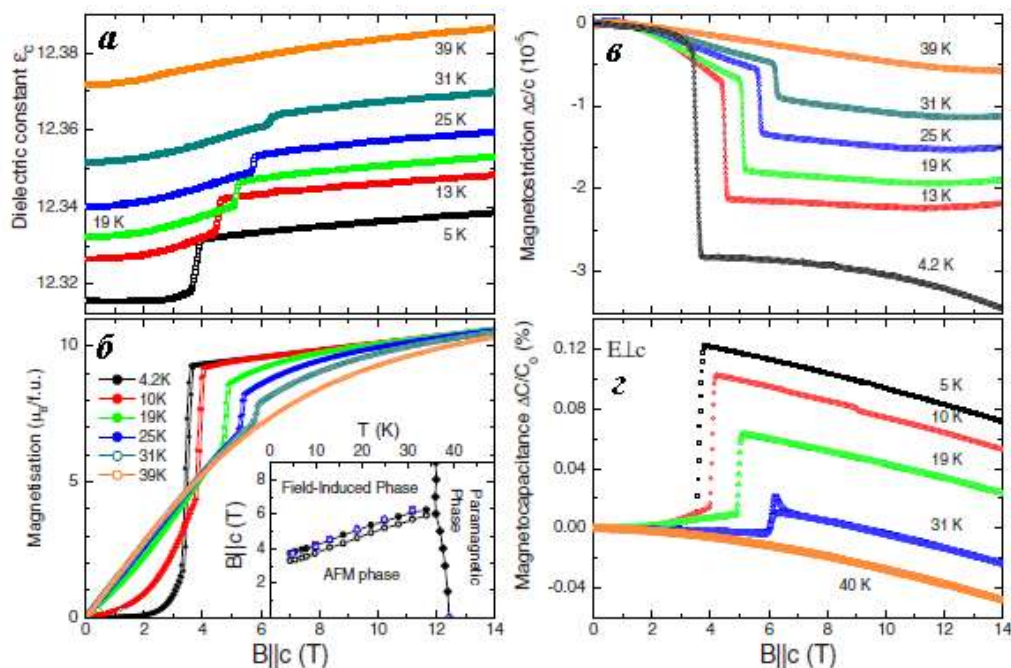 а
Dielectric constant ε_c
12.38
12.36
12.34
12.32
39 K
31 K
25 K
19 K
13 K
5 K
в
Magnetostriction Δc/c (10⁻⁵)
0
-1
-2
-3
39 K
31 K
25 K
19 K
13 K
4.2 K
б
Magnetisation (μ_B/f.u.)
10
5
0
4.2K
10K
19K
25K
31K
39K
T (K)
0 10 20 30 40
B||c (T)
8
6
4
2
Field-Induced Phase
AFM phase
Paramagnetic
Phase
0 2 4 6 8 10 12 14
B||c (T)
г
E⊥c
Magnetocapacitance ΔC/C₀ (%)
0.12
0.08
0.04
0.00
-0.04
5 K
10 K
19 K
31 K
40 K
0 2 4 6 8 10 12 14
B||c (T)